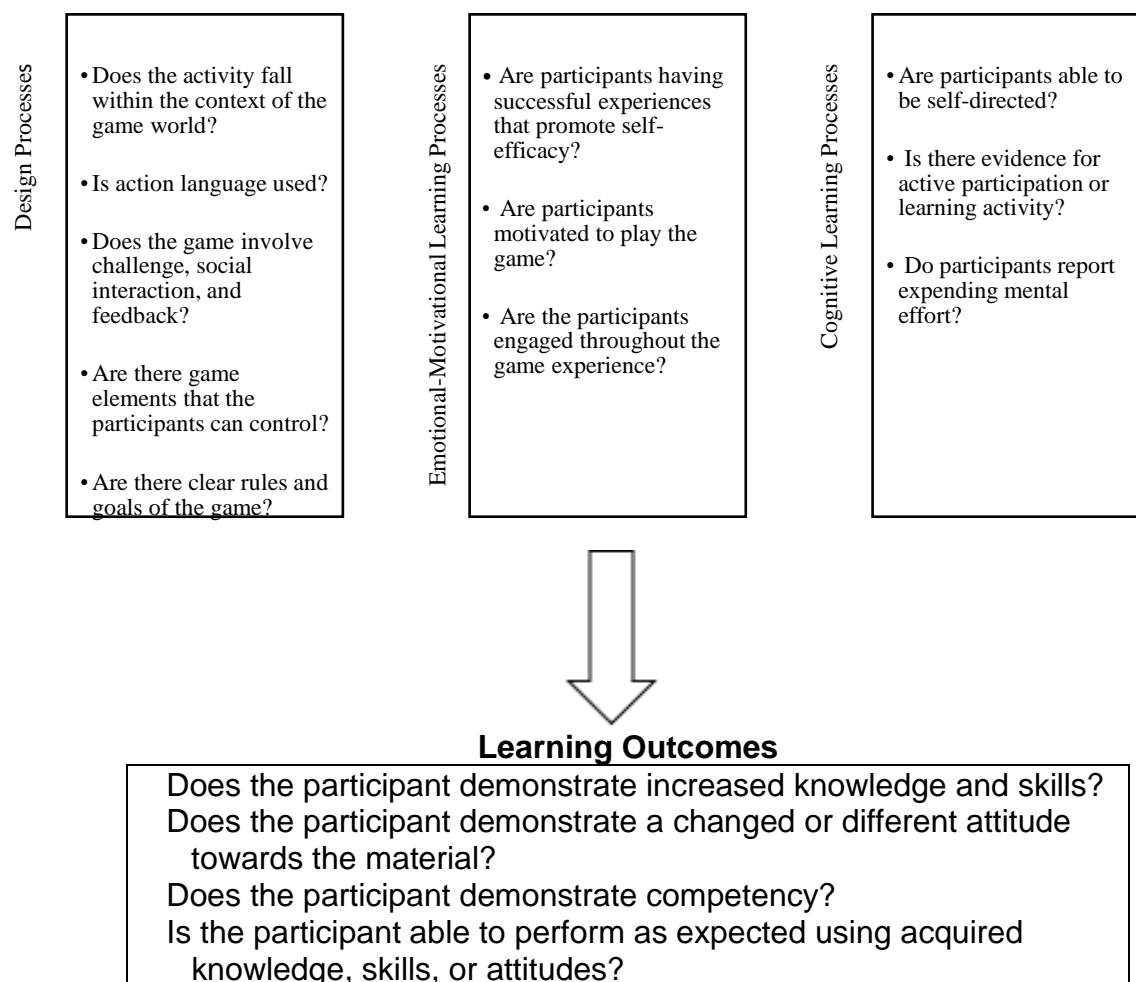 Design Processes
• Does the activity fall
within the context of the
game world?
• Is action language used?
• Does the game involve
challenge, social
interaction, and
feedback?
• Are there game
elements that the
participants can control?
• Are there clear rules and
goals of the game?
Emotional-Motivational Learning Processes
• Are participants having
successful experiences
that promote self-
efficacy?
• Are participants
motivated to play the
game?
• Are the participants
engaged throughout the
game experience?
Cognitive Learning Processes
• Are participants able to
be self-directed?
• Is there evidence for
active participation or
learning activity?
• Do participants report
expending mental
effort?
Learning Outcomes
Does the participant demonstrate increased knowledge and skills?
Does the participant demonstrate a changed or different attitude
towards the material?
Does the participant demonstrate competency?
Is the participant able to perform as expected using acquired
knowledge, skills, or attitudes?